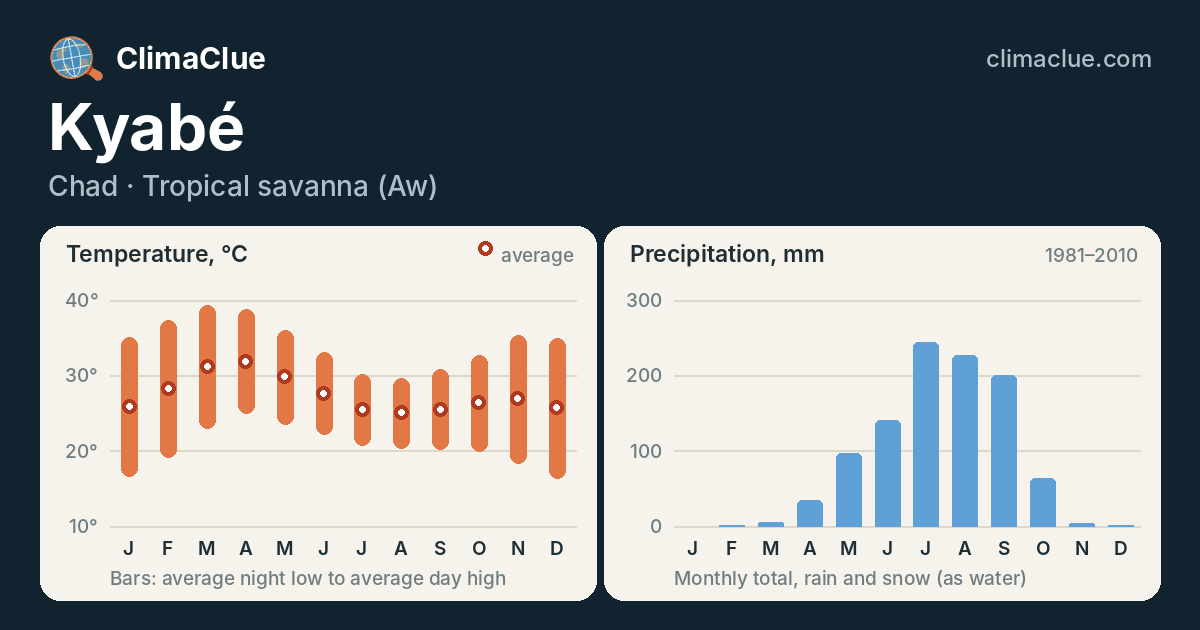 ClimaClue
climaclue.com
Kyabé
Chad · Tropical savanna (Aw)
Temperature, °C
average
40°
30°
20°
10°
J F M A M J J A S O N D
Bars: average night low to average day high
Precipitation, mm
1981–2010
300
200
100
0
J F M A M J J A S O N D
Monthly total, rain and snow (as water)